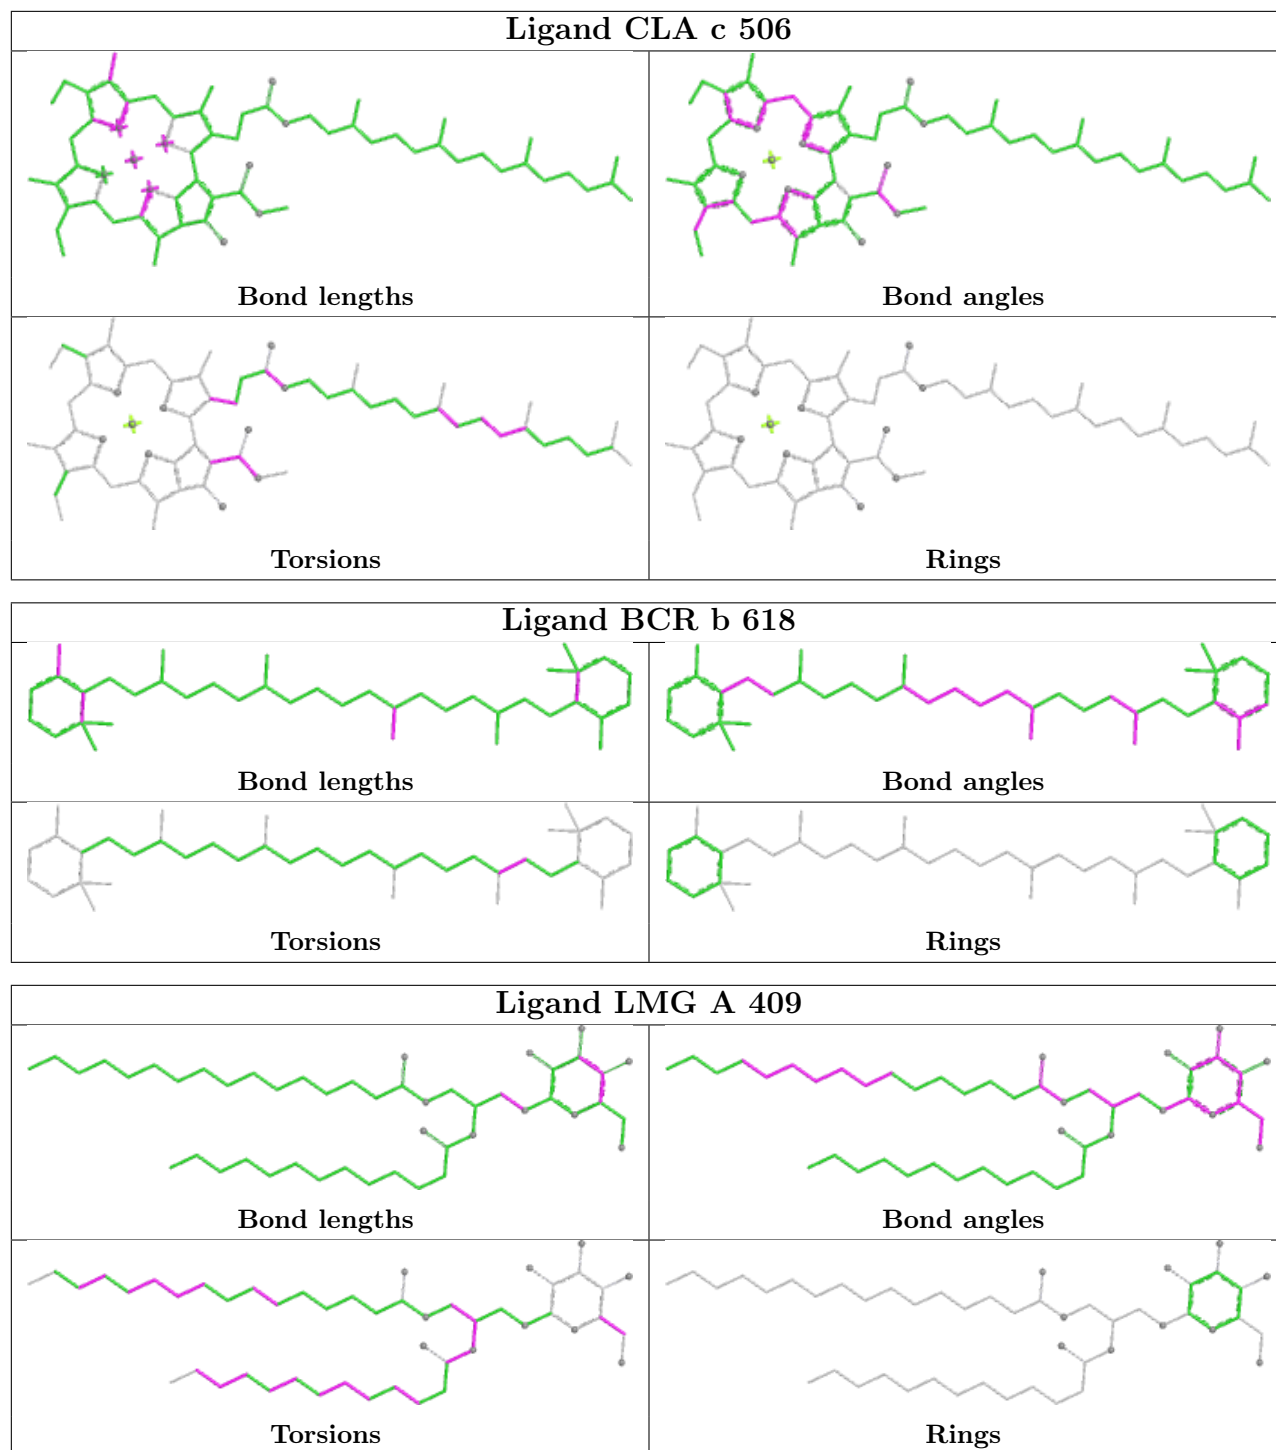 Ligand CLA c 506
Bond lengths
Bond angles
Torsions
Rings
Ligand BCR b 618
Bond lengths
Bond angles
Torsions
Rings
Ligand LMG A 409
Bond lengths
Bond angles
Torsions
Rings